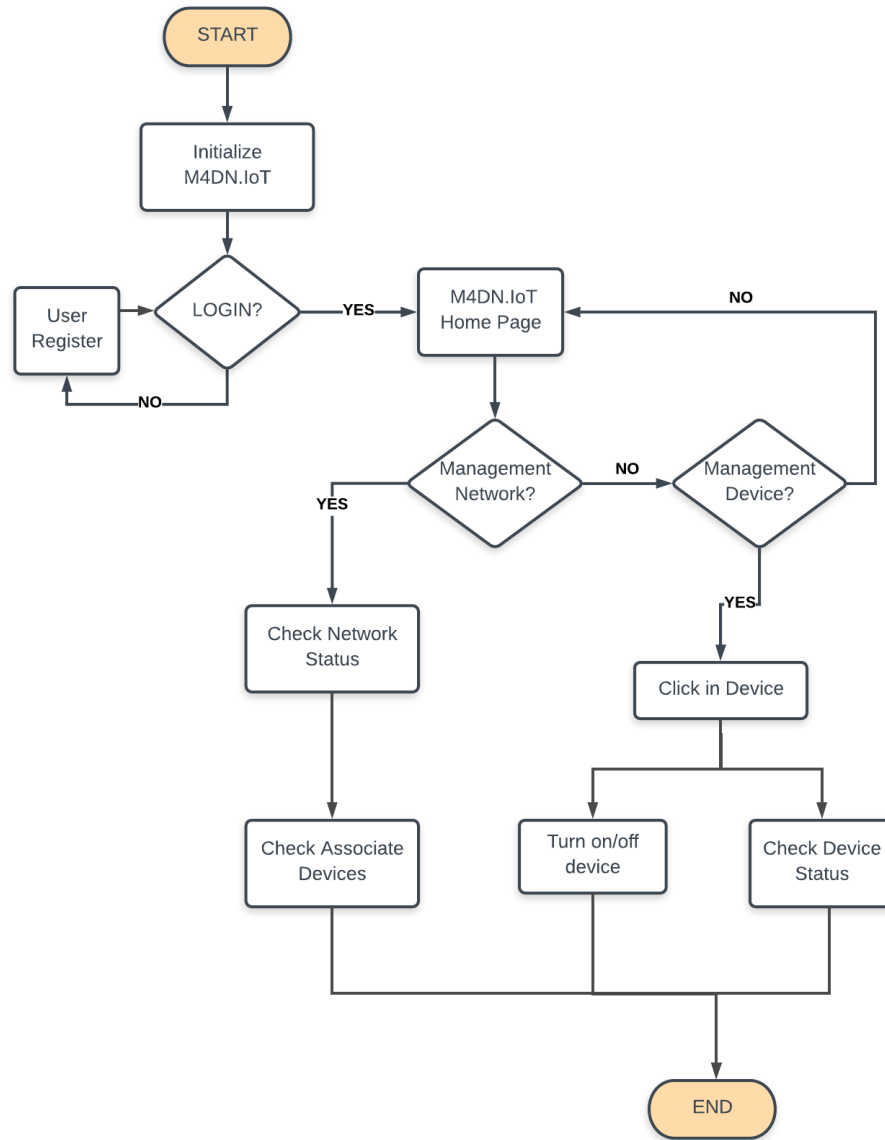 START
Initialize
M4DN.IoT
LOGIN?
User
Register
NO
YES
M4DN.IoT
Home Page
NO
Management
Network?
NO
Management
Device?
YES
YES
Check Network
Status
Click in Device
Check Associate
Devices
Turn on/off
device
Check Device
Status
END